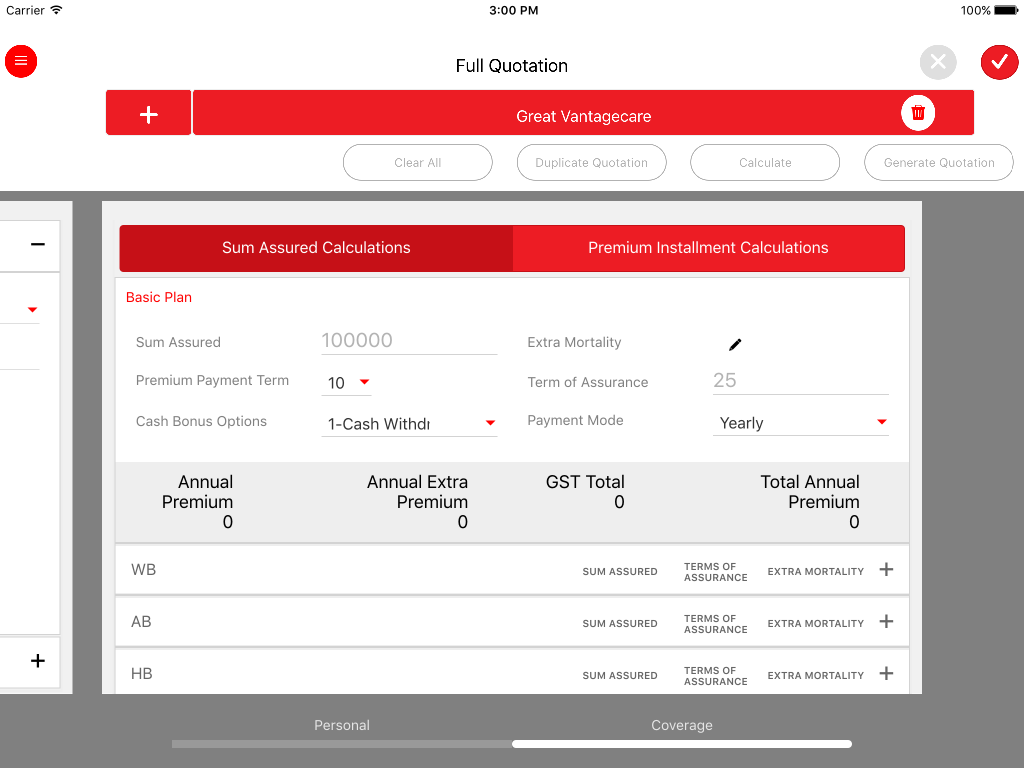 Carrier 3:00 PM 100%
Full Quotation
+ Great Vantagecare
Clear All Duplicate Quotation Calculate Generate Quotation
Sum Assured Calculations Premium Installment Calculations
Basic Plan
Sum Assured 100000 Extra Mortality
Premium Payment Term 10 Term of Assurance 25
Cash Bonus Options 1-Cash Withdr Payment Mode Yearly
Annual Premium 0
Annual Extra Premium 0
GST Total 0
Total Annual Premium 0
WB SUM ASSURED TERMS OF ASSURANCE EXTRA MORTALITY +
AB SUM ASSURED TERMS OF ASSURANCE EXTRA MORTALITY +
HB SUM ASSURED TERMS OF ASSURANCE EXTRA MORTALITY +
Personal Coverage